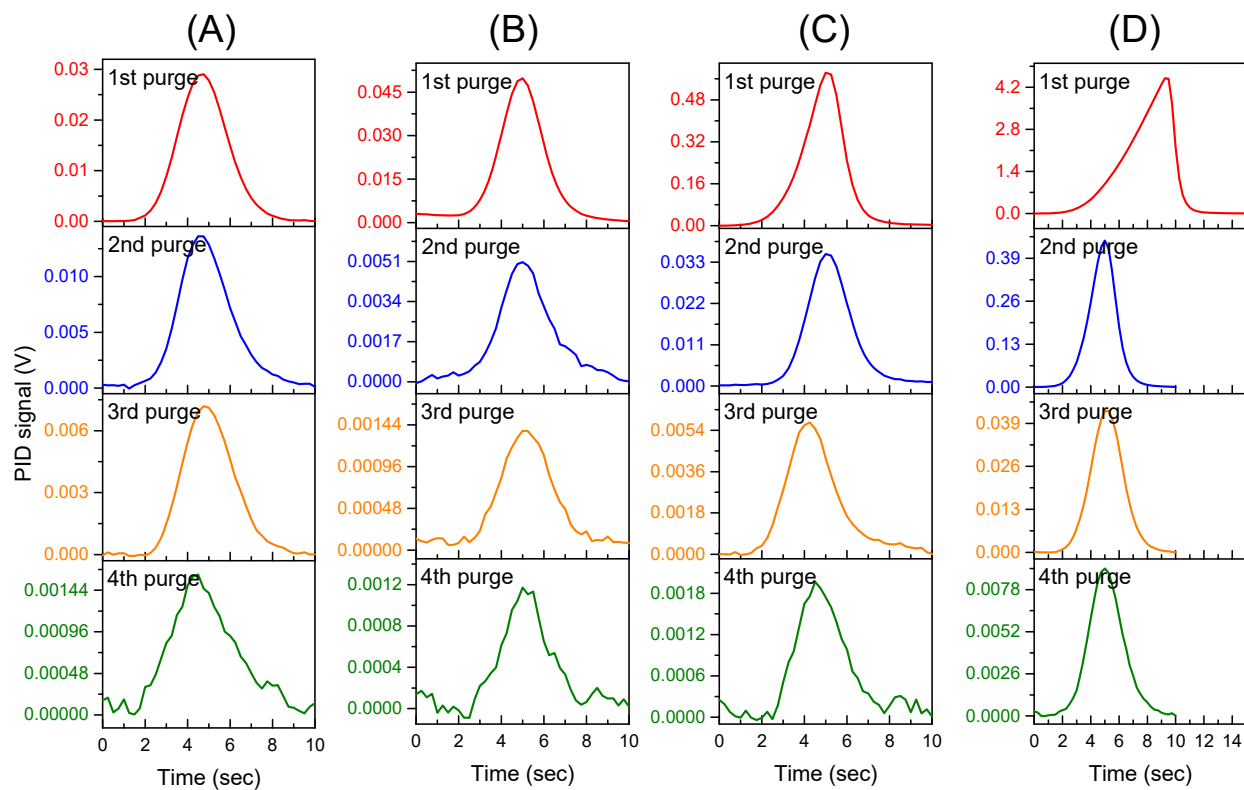 (A) (B) (C) (D)
PID signal (V)
1st purge
0.03
0.02
0.01
0.00
2nd purge
0.010
0.005
0.000
3rd purge
0.006
0.003
0.000
4th purge
0.00144
0.00096
0.00048
0.00000
0 2 4 6 8 10
Time (sec)
1st purge
0.045
0.030
0.015
0.000
2nd purge
0.0051
0.0034
0.0017
0.0000
3rd purge
0.00144
0.00096
0.00048
0.00000
4th purge
0.0012
0.0008
0.0004
0.0000
0 2 4 6 8 10
Time (sec)
1st purge
0.48
0.32
0.16
0.00
2nd purge
0.033
0.022
0.011
0.000
3rd purge
0.0054
0.0036
0.0018
0.0000
4th purge
0.0018
0.0012
0.0006
0.0000
0 2 4 6 8 10
Time (sec)
1st purge
4.2
2.8
1.4
0.0
2nd purge
0.39
0.26
0.13
0.00
3rd purge
0.039
0.026
0.013
0.000
4th purge
0.0078
0.0052
0.0026
0.0000
0 2 4 6 8 10 12 14
Time (sec)